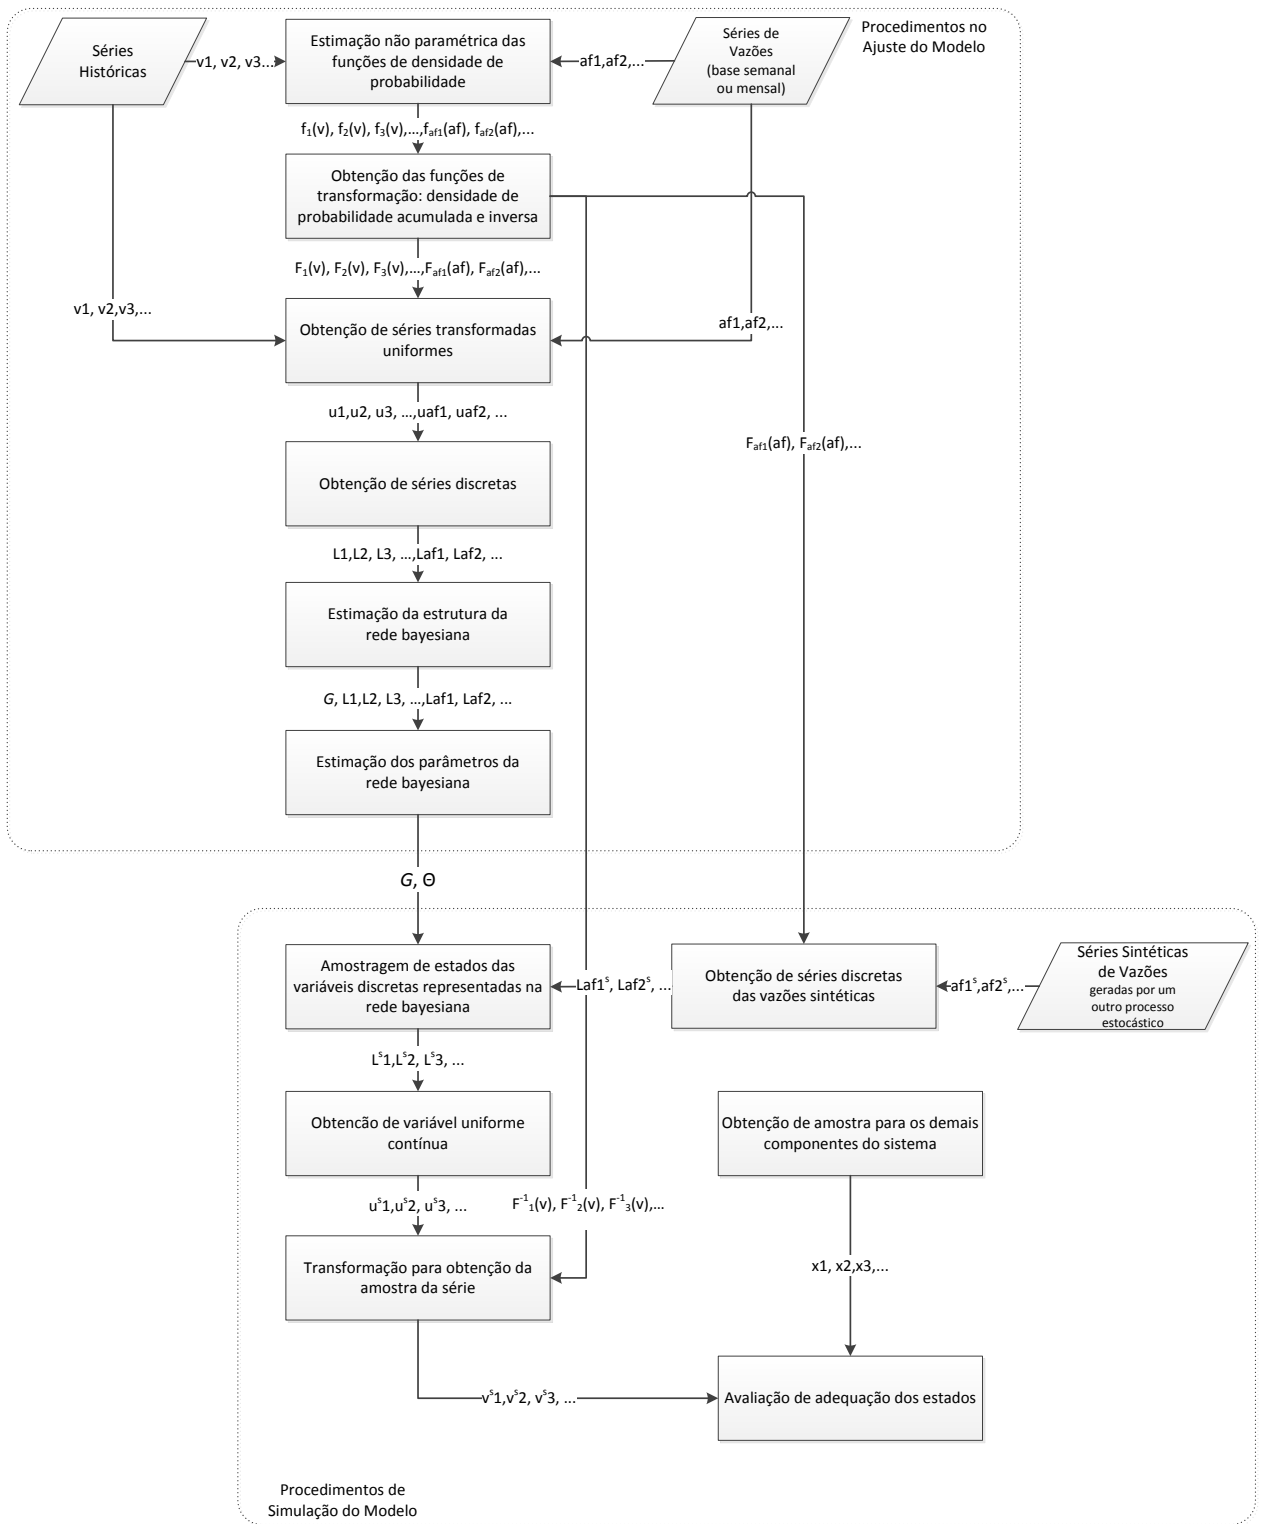 Procedimentos no
Ajuste do Modelo
Séries
Históricas
v1, v2, v3...
Estimação não paramétrica das
funções de densidade de
probabilidade
af1,af2,...
Séries de
Vazões
(base semanal
ou mensal)
f₁(v), f₂(v), f₃(v),...,fₐf1(af), fₐf2(af),...
Obtenção das funções de
transformação: densidade de
probabilidade acumulada e inversa
F₁(v), F₂(v), F₃(v),...,Fₐf1(af), Fₐf2(af),...
v1, v2,v3,...
Obtenção de séries transformadas
uniformes
af1,af2,...
u1,u2, u3, ...,uaf1, uaf2, ...
Fₐf1(af), Fₐf2(af),...
Obtenção de séries discretas
L1,L2, L3, ...,Laf1, Laf2, ...
Estimação da estrutura da
rede bayesiana
G, L1,L2, L3, ...,Laf1, Laf2, ...
Estimação dos parâmetros da
rede bayesiana
G, Θ
Amostragem de estados das
variáveis discretas representadas na
rede bayesiana
Laf1ˢ, Laf2ˢ, ...
Obtenção de séries discretas
das vazões sintéticas
af1ˢ,af2ˢ,...
Séries Sintéticas
de Vazões
geradas por um
outro processo
estocástico
Lˢ1,Lˢ2, Lˢ3, ...
Obtencão de variável uniforme
contínua
Obtenção de amostra para os demais
componentes do sistema
uˢ1,uˢ2, uˢ3, ...
F⁻¹₁(v), F⁻¹₂(v), F⁻¹₃(v),...
Transformação para obtenção da
amostra da série
x1, x2,x3,...
vˢ1,vˢ2, vˢ3, ...
Avaliação de adequação dos estados
Procedimentos de
Simulação do Modelo